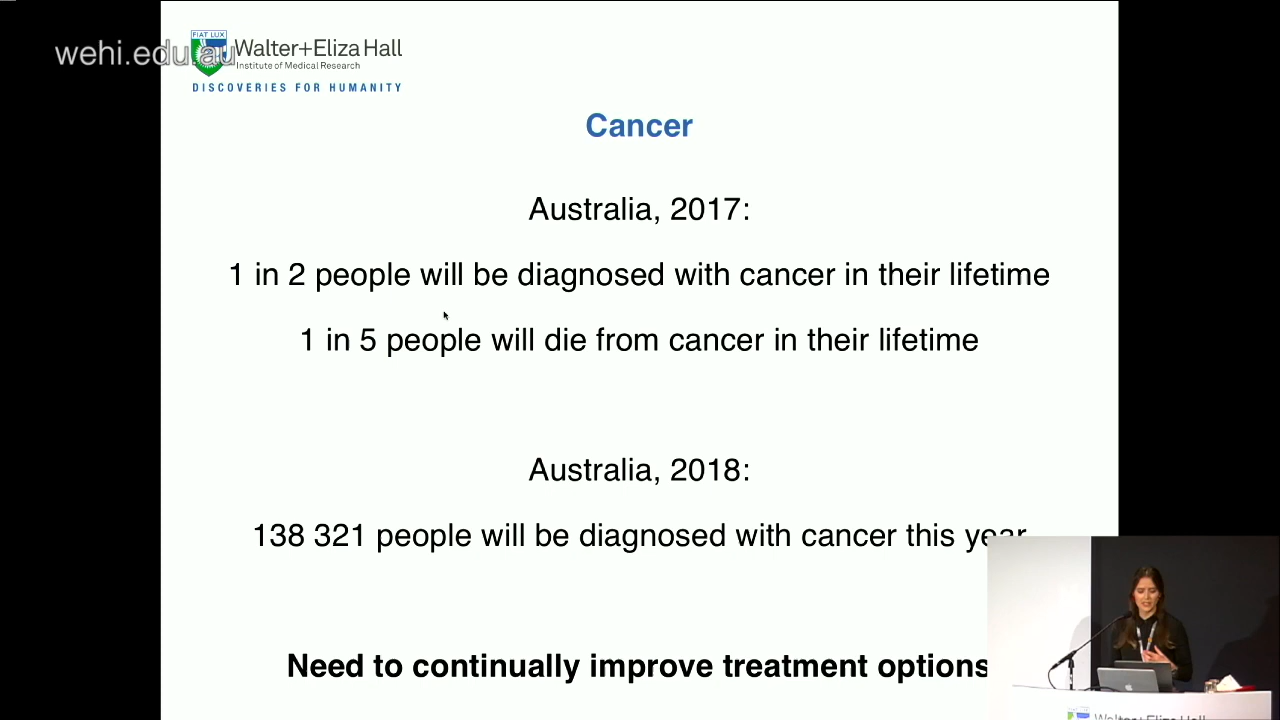 wehi.edu.au
FIAT LUX
Walter+Eliza Hall
Institute of Medical Research
DISCOVERIES FOR HUMANITY
Cancer
Australia, 2017:
1 in 2 people will be diagnosed with cancer in their lifetime
1 in 5 people will die from cancer in their lifetime
Australia, 2018:
138 321 people will be diagnosed with cancer this year
Need to continually improve treatment options
Walter+Eliza Hall